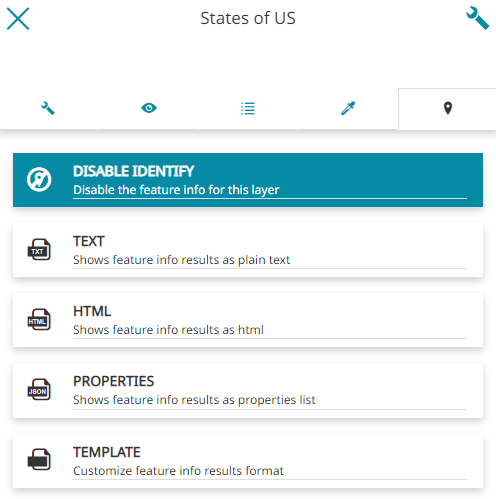 States of US
DISABLE IDENTIFY
Disable the feature info for this layer
TXT
TEXT
Shows feature info results as plain text
HTML
HTML
Shows feature info results as html
JSON
PROPERTIES
Shows feature info results as properties list
TEMPLATE
Customize feature info results format